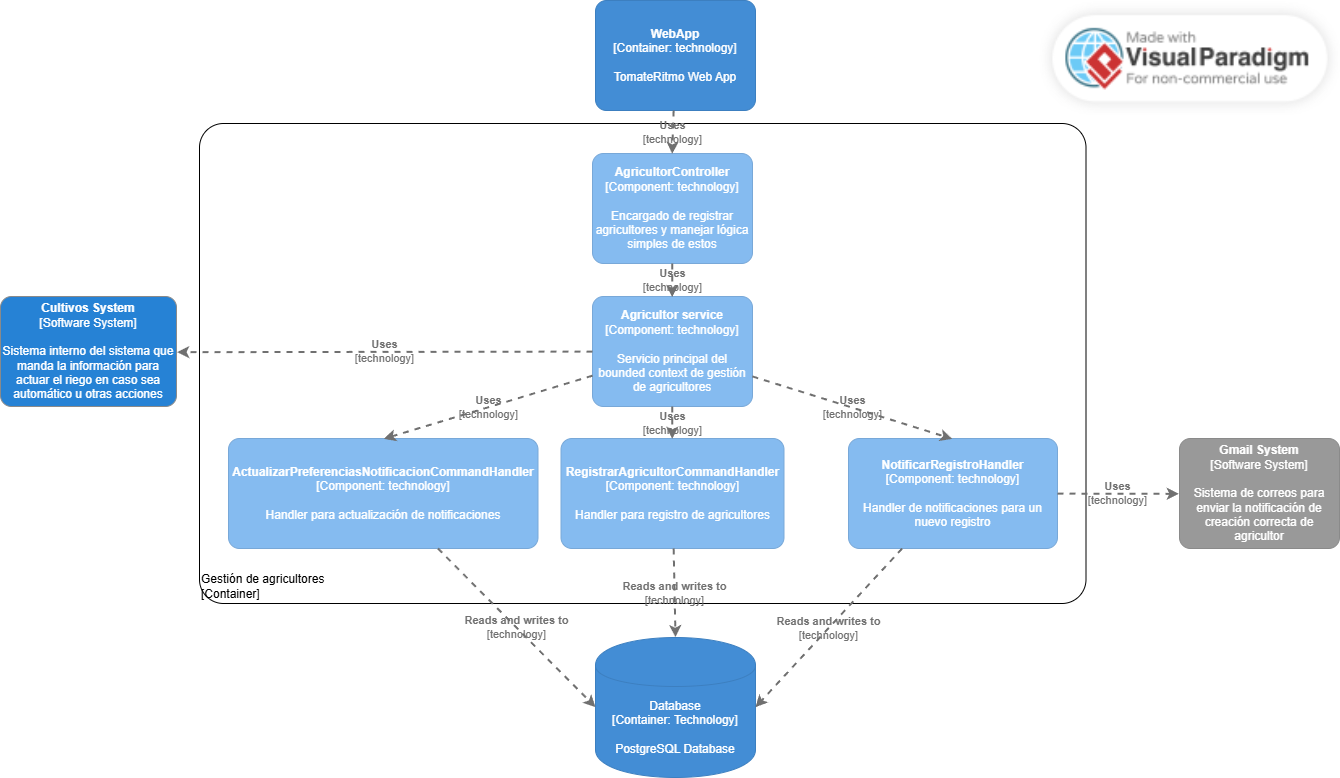 WebApp
[Container: technology]
TomateRitmo Web App
Made with
Visual Paradigm
For non-commercial use
Uses
[technology]
AgricultorController
[Component: technology]
Encargado de registrar
agricultores y manejar lógica
simples de estos
Uses
[technology]
Cultivos System
[Software System]
Sistema interno del sistema que
manda la información para
actuar el riego en caso sea
automático u otras acciones
Uses
[technology]
Agricultor service
[Component: technology]
Servicio principal del
bounded context de gestión
de agricultores
Uses
[technology]
Uses
[technology]
Uses
[technology]
ActualizarPreferenciasNotificacionCommandHandler
[Component: technology]
Handler para actualización de notificaciones
RegistrarAgricultorCommandHandler
[Component: technology]
Handler para registro de agricultores
NotificarRegistroHandler
[Component: technology]
Handler de notificaciones para un
nuevo registro
Uses
[technology]
Gmail System
[Software System]
Sistema de correos para
enviar la notificación de
creación correcta de
agricultor
Gestión de agricultores
[Container]
Reads and writes to
[technology]
Reads and writes to
[technology]
Reads and writes to
[technology]
Database
[Container: Technology]
PostgreSQL Database